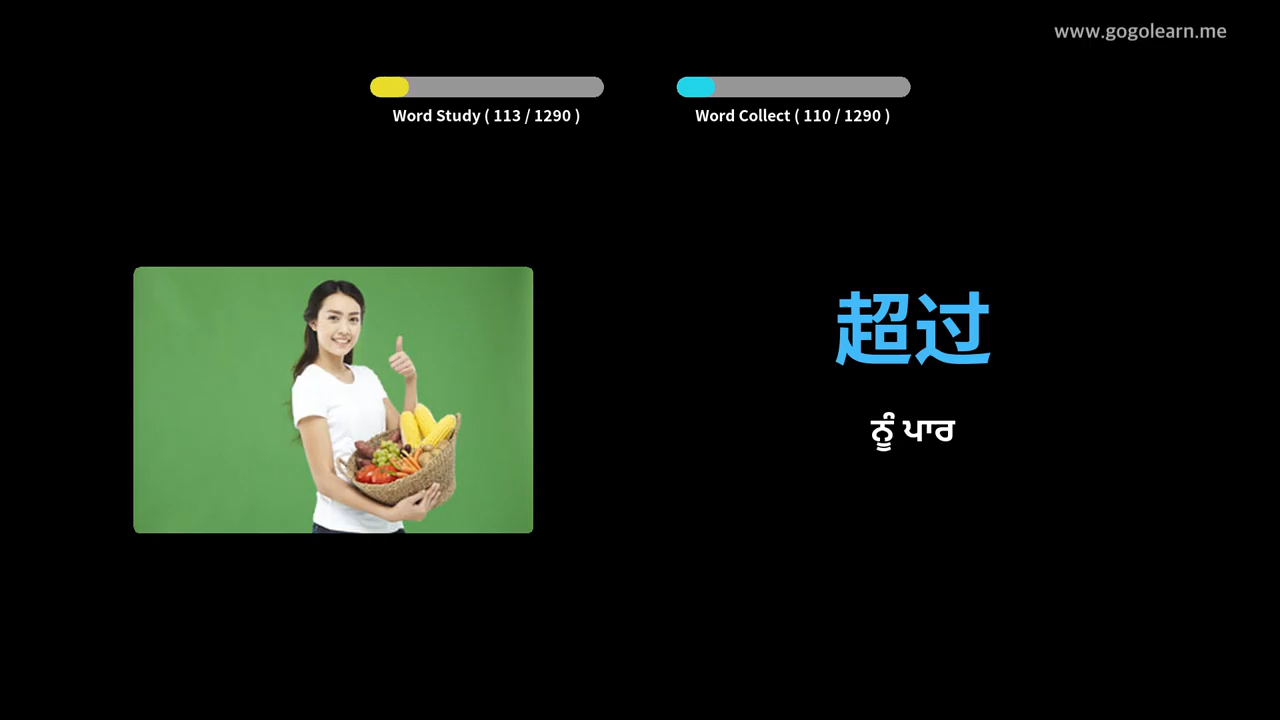 www.gogolearn.me
Word Study ( 113 / 1290 )
Word Collect ( 110 / 1290 )
超过
ਨੂੰ ਪਾਰ